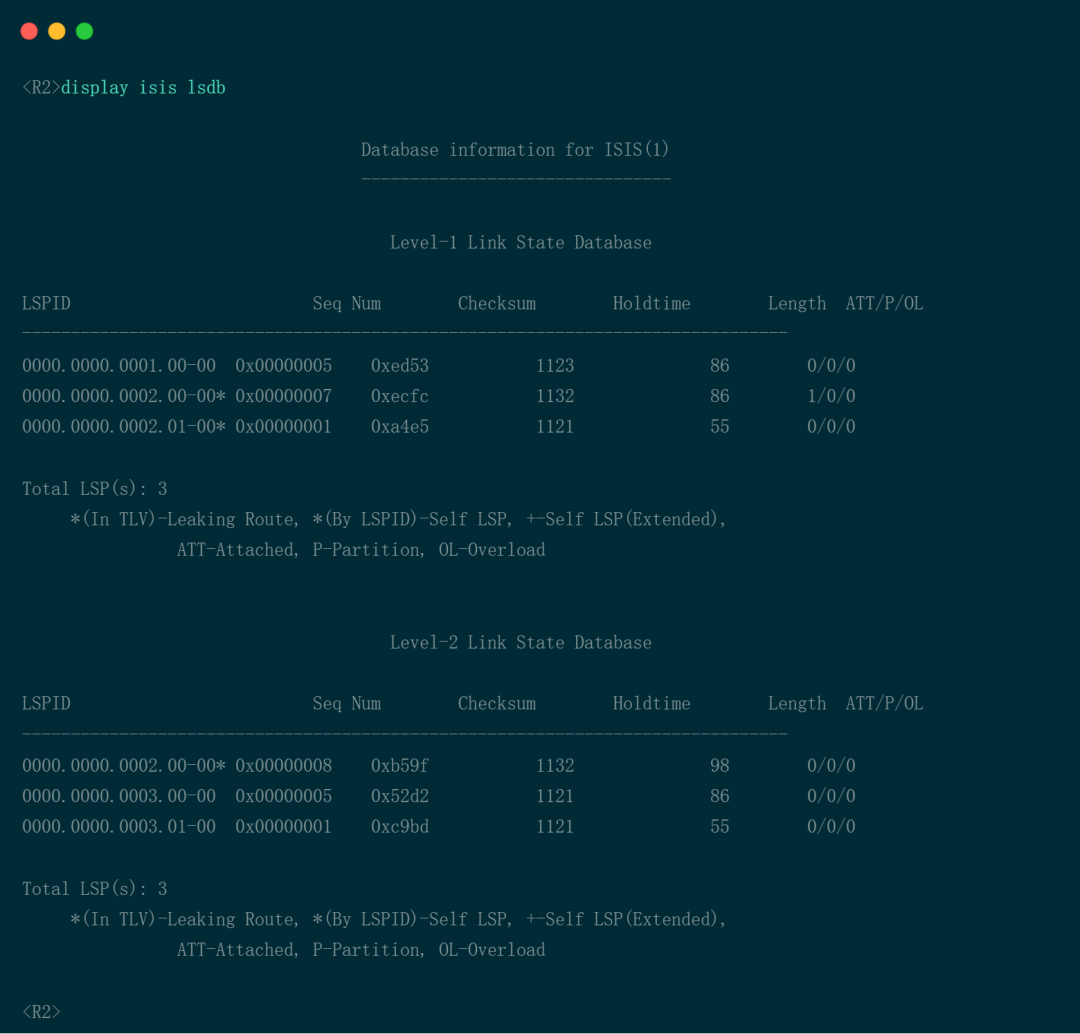 <R2>display isis lsdb
Database information for ISIS(1)
--------------------------------
Level-1 Link State Database
LSPID                         Seq Num        Checksum        Holdtime        Length  ATT/P/OL
-------------------------------------------------------------------------------
0000.0000.0001.00-00  0x00000005    0xed53           1123              86        0/0/0
0000.0000.0002.00-00* 0x00000007    0xecfc           1132              86        1/0/0
0000.0000.0002.01-00* 0x00000001    0xa4e5           1121              55        0/0/0
Total LSP(s): 3
*(In TLV)-Leaking Route, *(By LSPID)-Self LSP, +-Self LSP(Extended),
ATT-Attached, P-Partition, OL-Overload
Level-2 Link State Database
LSPID                         Seq Num        Checksum        Holdtime        Length  ATT/P/OL
-------------------------------------------------------------------------------
0000.0000.0002.00-00* 0x00000008    0xb59f           1132              98        0/0/0
0000.0000.0003.00-00  0x00000005    0x52d2           1121              86        0/0/0
0000.0000.0003.01-00  0x00000001    0xc9bd           1121              55        0/0/0
Total LSP(s): 3
*(In TLV)-Leaking Route, *(By LSPID)-Self LSP, +-Self LSP(Extended),
ATT-Attached, P-Partition, OL-Overload
<R2>